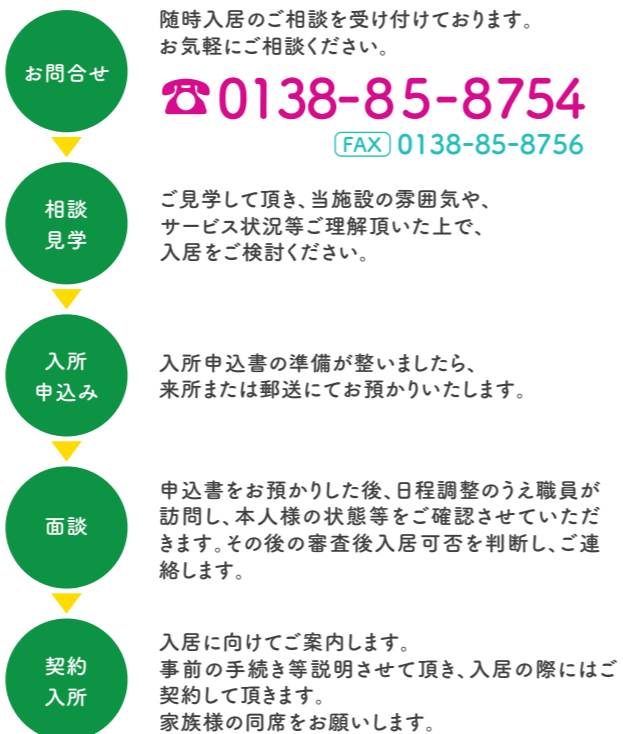 お問合せ
随時入居のご相談を受け付けております。
お気軽にご相談ください。
☎0138-85-8754
FAX 0138-85-8756
相談
見学
ご見学して頂き、当施設の雰囲気や、
サービス状況等ご理解頂いた上で、
入居をご検討ください。
入所
申込み
入所申込書の準備が整いましたら、
来所または郵送にてお預かりいたします。
面談
申込書をお預かりした後、日程調整のうえ職員が
訪問し、本人様の状態等をご確認させていただ
きます。その後の審査後入居可否を判断し、ご連
絡します。
契約
入所
入居に向けてご案内します。
事前の手続き等説明させて頂き、入居の際にはご
契約して頂きます。
家族様の同席をお願いします。